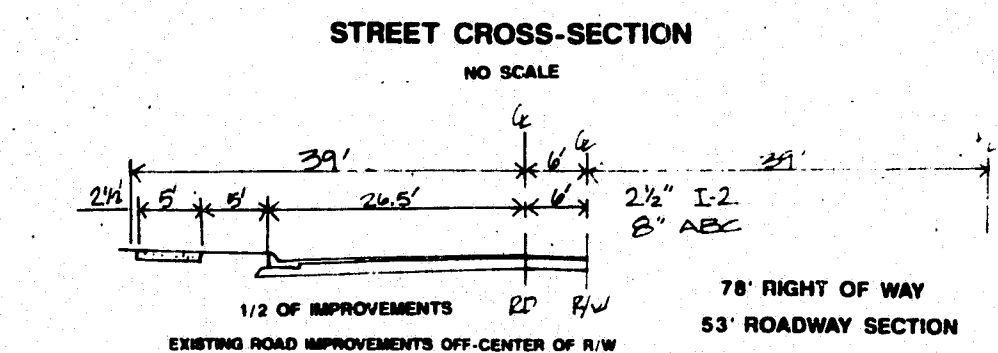 STREET CROSS-SECTION
NO SCALE
39' 6' 39'
2½' 5' 5' 26.5' 6' 2½" I-2
8" ABC
1/2 OF IMPROVEMENTS RD R/W
78' RIGHT OF WAY
53' ROADWAY SECTION
EXISTING ROAD IMPROVEMENTS OFF-CENTER OF R/W